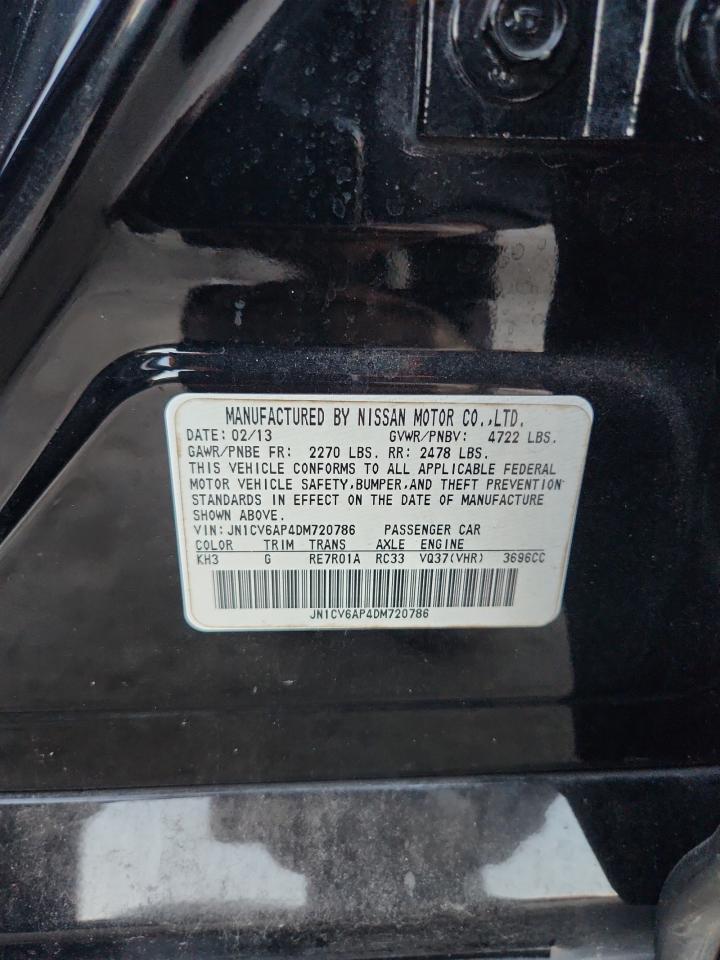 MANUFACTURED BY NISSAN MOTOR CO.,LTD.
DATE: 02/13 GVWR/PNBV: 4722 LBS.
GAWR/PNBE FR: 2270 LBS. RR: 2478 LBS.
THIS VEHICLE CONFORMS TO ALL APPLICABLE FEDERAL
MOTOR VEHICLE SAFETY,BUMPER,AND THEFT PREVENTION
STANDARDS IN EFFECT ON THE DATE OF MANUFACTURE
SHOWN ABOVE.
VIN: JN1CV6AP4DM720786 PASSENGER CAR
COLOR TRIM TRANS AXLE ENGINE
KH3 G RE7R01A RC33 VQ37(VHR) 3696CC
JN1CV6AP4DM720786